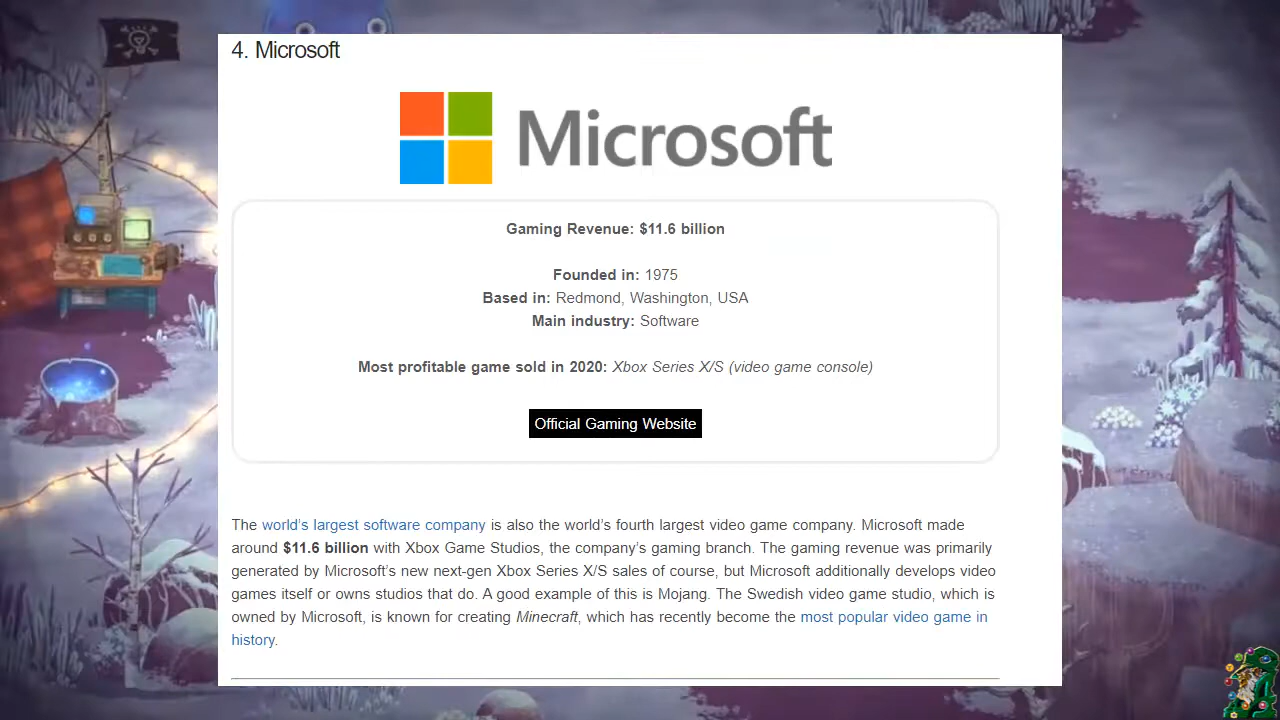 4. Microsoft
Microsoft
Gaming Revenue: $11.6 billion
Founded in: 1975
Based in: Redmond, Washington, USA
Main industry: Software
Most profitable game sold in 2020: Xbox Series X/S (video game console)
Official Gaming Website
The world's largest software company is also the world's fourth largest video game company. Microsoft made
around $11.6 billion with Xbox Game Studios, the company's gaming branch. The gaming revenue was primarily
generated by Microsoft's new next-gen Xbox Series X/S sales of course, but Microsoft additionally develops video
games itself or owns studios that do. A good example of this is Mojang. The Swedish video game studio, which is
owned by Microsoft, is known for creating Minecraft, which has recently become the most popular video game in
history.